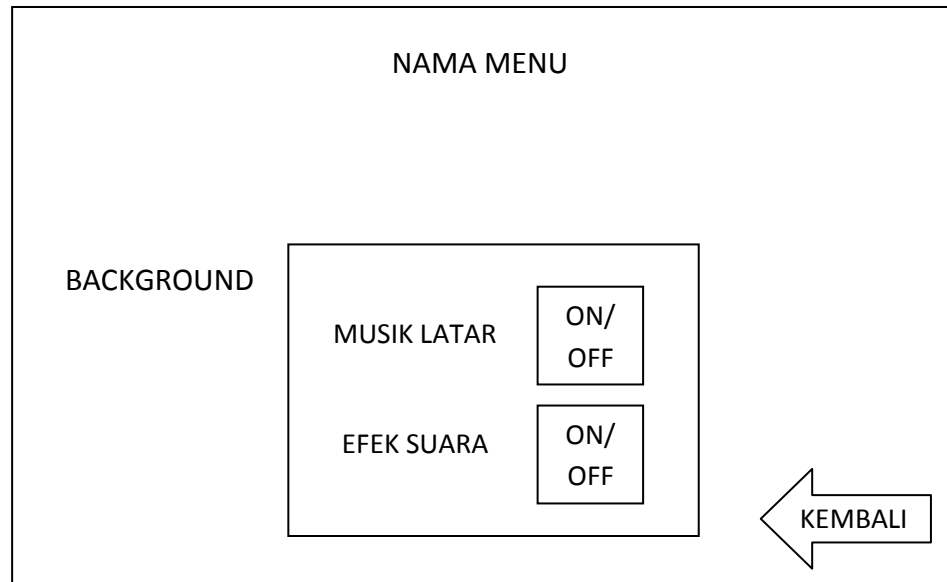 NAMA MENU
BACKGROUND
MUSIK LATAR
ON/
OFF
EFEK SUARA
ON/
OFF
KEMBALI